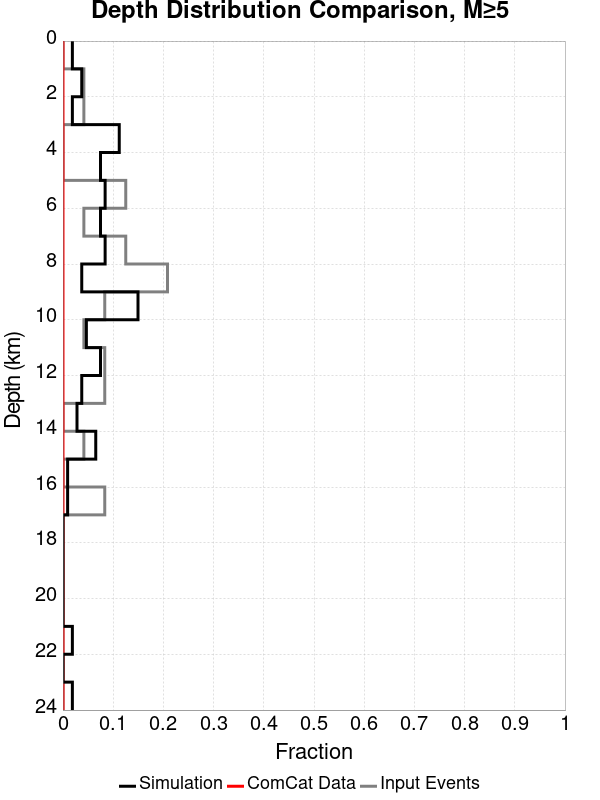 Depth Distribution Comparison, M≥5
0
2
4
6
8
10
12
14
16
18
20
22
24
Depth (km)
0 0.1 0.2 0.3 0.4 0.5 0.6 0.7 0.8 0.9 1
Fraction
Simulation ComCat Data Input Events